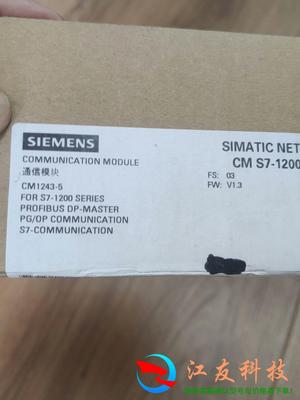 SIEMENS
SIMATIC NET
COMMUNICATION MODULE
CM S7-1200
通信模块
FS: 03
CM1243-5
FW: V1.3
FOR S7-1200 SERIES
PROFIBUS DP-MASTER
PG/OP COMMUNICATION
S7-COMMUNICATION
江友科技